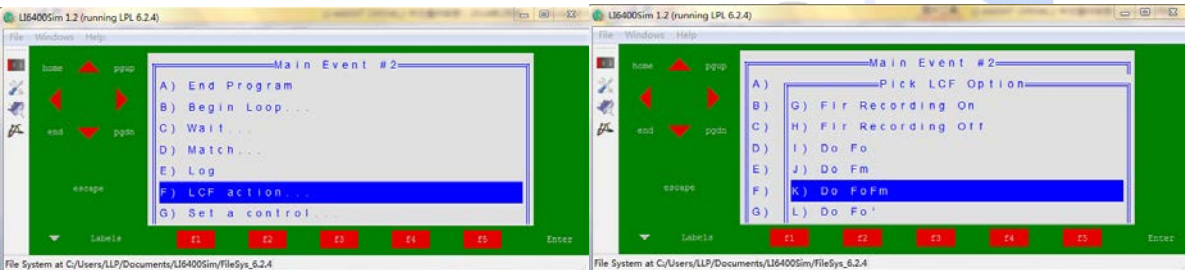 LI6400Sim 1.2 (running LPL 6.2.4)
File Windows Help
home pgup
end pgdn
escape
Labels
Main Event #2
A) End Program
B) Begin Loop...
C) Wait...
D) Match...
E) Log
F) LCF action...
G) Set a control...
f1 f2 f3 f4 f5 Enter
File System at C:/Users/LLP/Documents/LI6400Sim/FileSys_6.2.4
LI6400Sim 1.2 (running LPL 6.2.4)
File Windows Help
home pgup
end pgdn
escape
Labels
Main Event #2
Pick LCF Option
A)
B) G) Flr Recording On
C) H) Flr Recording Off
D) I) Do Fo
E) J) Do Fm
F) K) Do FoFm
G) L) Do Fo'
f1 f2 f3 f4 f5 Enter
File System at C:/Users/LLP/Documents/LI6400Sim/FileSys_6.2.4